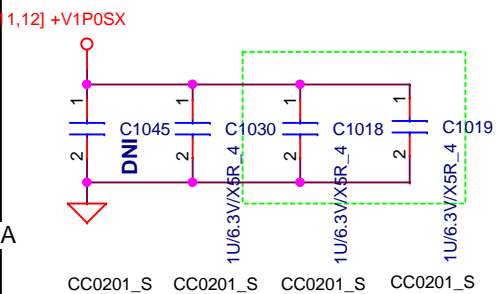 11,12] +V1P0SX
1 1 1 1
C1045 C1030 C1018 C1019
2 2 2 2
DNI
1U/6.3V/X5R_4 1U/6.3V/X5R_4 1U/6.3V/X5R_4
A
CC0201_S CC0201_S CC0201_S CC0201_S